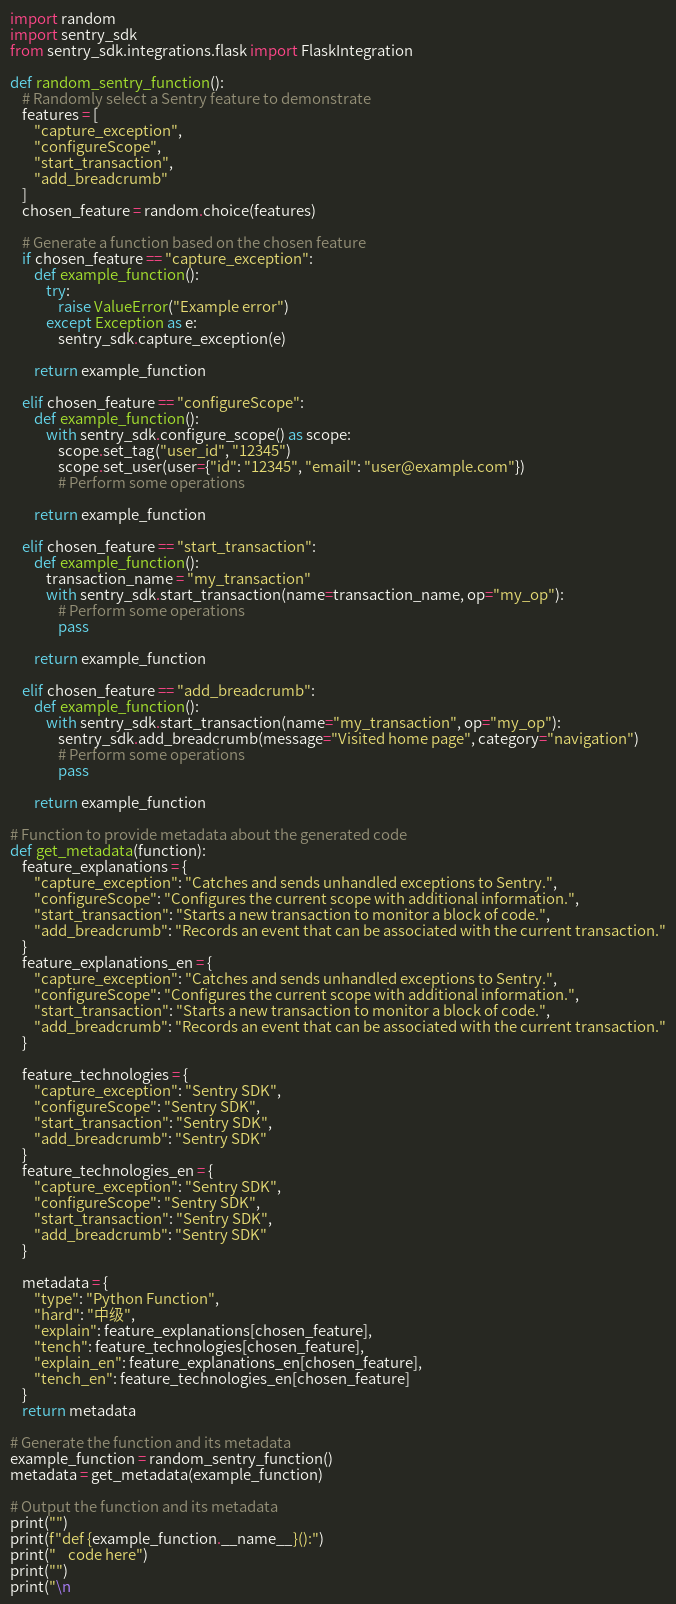 import random
import sentry_sdk
from sentry_sdk.integrations.flask import FlaskIntegration

def random_sentry_function():
    # Randomly select a Sentry feature to demonstrate
    features = [
        "capture_exception",
        "configureScope",
        "start_transaction",
        "add_breadcrumb"
    ]
    chosen_feature = random.choice(features)

    # Generate a function based on the chosen feature
    if chosen_feature == "capture_exception":
        def example_function():
            try:
                raise ValueError("Example error")
            except Exception as e:
                sentry_sdk.capture_exception(e)

        return example_function

    elif chosen_feature == "configureScope":
        def example_function():
            with sentry_sdk.configure_scope() as scope:
                scope.set_tag("user_id", "12345")
                scope.set_user(user={"id": "12345", "email": "user@example.com"})
                # Perform some operations

        return example_function

    elif chosen_feature == "start_transaction":
        def example_function():
            transaction_name = "my_transaction"
            with sentry_sdk.start_transaction(name=transaction_name, op="my_op"):
                # Perform some operations
                pass

        return example_function

    elif chosen_feature == "add_breadcrumb":
        def example_function():
            with sentry_sdk.start_transaction(name="my_transaction", op="my_op"):
                sentry_sdk.add_breadcrumb(message="Visited home page", category="navigation")
                # Perform some operations
                pass

        return example_function

# Function to provide metadata about the generated code
def get_metadata(function):
    feature_explanations = {
        "capture_exception": "Catches and sends unhandled exceptions to Sentry.",
        "configureScope": "Configures the current scope with additional information.",
        "start_transaction": "Starts a new transaction to monitor a block of code.",
        "add_breadcrumb": "Records an event that can be associated with the current transaction."
    }
    feature_explanations_en = {
        "capture_exception": "Catches and sends unhandled exceptions to Sentry.",
        "configureScope": "Configures the current scope with additional information.",
        "start_transaction": "Starts a new transaction to monitor a block of code.",
        "add_breadcrumb": "Records an event that can be associated with the current transaction."
    }

    feature_technologies = {
        "capture_exception": "Sentry SDK",
        "configureScope": "Sentry SDK",
        "start_transaction": "Sentry SDK",
        "add_breadcrumb": "Sentry SDK"
    }
    feature_technologies_en = {
        "capture_exception": "Sentry SDK",
        "configureScope": "Sentry SDK",
        "start_transaction": "Sentry SDK",
        "add_breadcrumb": "Sentry SDK"
    }

    metadata = {
        "type": "Python Function",
        "hard": "中级",
        "explain": feature_explanations[chosen_feature],
        "tench": feature_technologies[chosen_feature],
        "explain_en": feature_explanations_en[chosen_feature],
        "tench_en": feature_technologies_en[chosen_feature]
    }
    return metadata

# Generate the function and its metadata
example_function = random_sentry_function()
metadata = get_metadata(example_function)

# Output the function and its metadata
print("")
print(f"def {example_function.__name__}():")
print("    code here")
print("")
print("\n